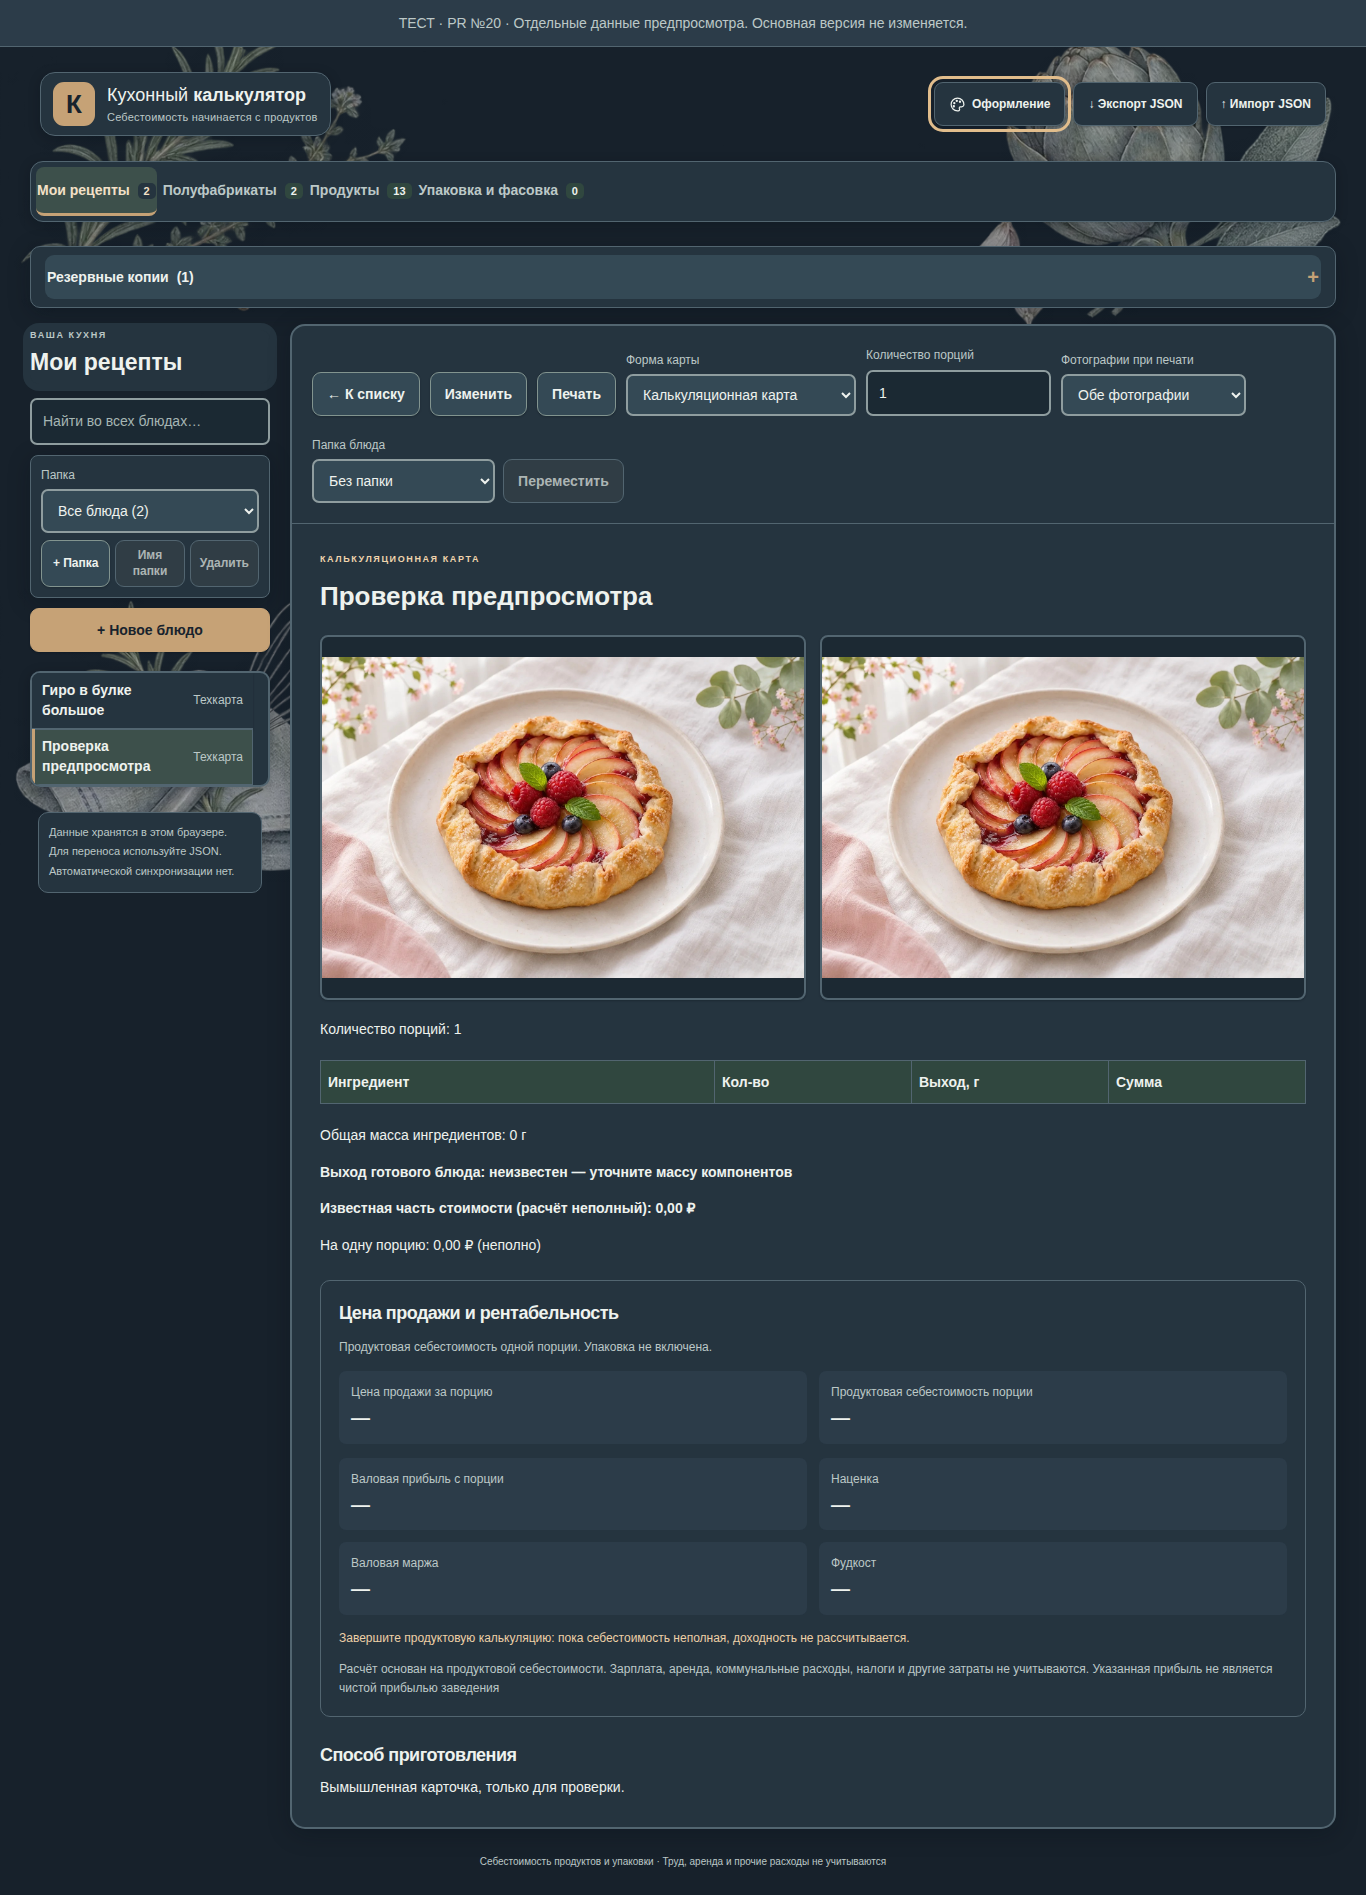 ТЕСТ · PR №20 · Отдельные данные предпросмотра. Основная версия не изменяется.
К
Кухонный калькулятор
Себестоимость начинается с продуктов
Оформление
↓ Экспорт JSON
↑ Импорт JSON
Мои рецепты 2 Полуфабрикаты 2 Продукты 13 Упаковка и фасовка 0
Резервные копии (1)
+
ВАША КУХНЯ
Мои рецепты
Найти во всех блюдах…
Папка
Все блюда (2)
+ Папка
Имя папки
Удалить
+ Новое блюдо
Гиро в булке большое
Техкарта
Проверка предпросмотра
Техкарта
Данные хранятся в этом браузере.
Для переноса используйте JSON.
Автоматической синхронизации нет.
← К списку
Изменить
Печать
Форма карты
Калькуляционная карта
Количество порций
1
Фотографии при печати
Обе фотографии
Папка блюда
Без папки
Переместить
КАЛЬКУЛЯЦИОННАЯ КАРТА
Проверка предпросмотра
Количество порций: 1
Ингредиент Кол-во Выход, г Сумма
Общая масса ингредиентов: 0 г
Выход готового блюда: неизвестен — уточните массу компонентов
Известная часть стоимости (расчёт неполный): 0,00 ₽
На одну порцию: 0,00 ₽ (неполно)
Цена продажи и рентабельность
Продуктовая себестоимость одной порции. Упаковка не включена.
Цена продажи за порцию
—
Продуктовая себестоимость порции
—
Валовая прибыль с порции
—
Наценка
—
Валовая маржа
—
Фудкост
—
Завершите продуктовую калькуляцию: пока себестоимость неполная, доходность не рассчитывается.
Расчёт основан на продуктовой себестоимости. Зарплата, аренда, коммунальные расходы, налоги и другие затраты не учитываются. Указанная прибыль не является
чистой прибылью заведения
Способ приготовления
Вымышленная карточка, только для проверки.
Себестоимость продуктов и упаковки · Труд, аренда и прочие расходы не учитываются